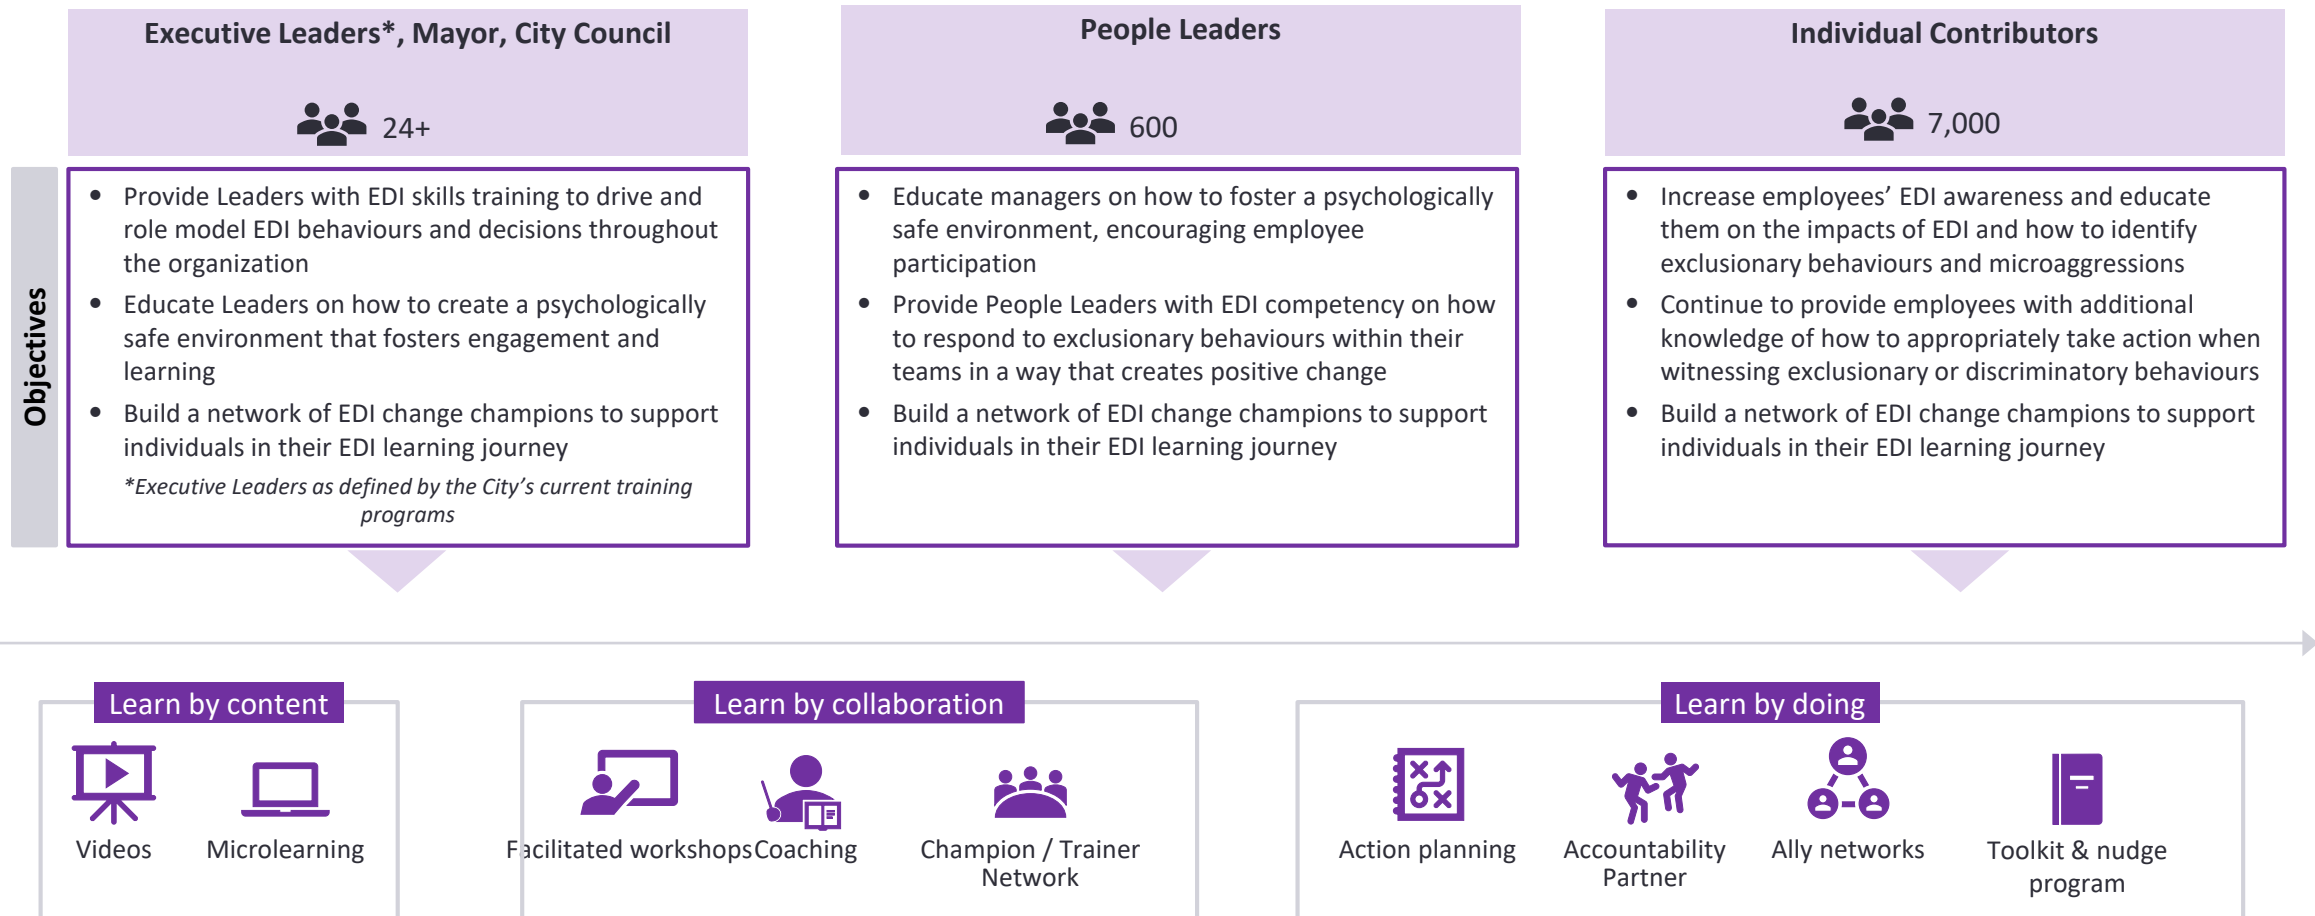 Executive Leaders*, Mayor, City Council
24+
People Leaders
600
Individual Contributors
7,000
Objectives
• Provide Leaders with EDI skills training to drive and
role model EDI behaviours and decisions throughout
the organization
• Educate Leaders on how to create a psychologically
safe environment that fosters engagement and
learning
• Build a network of EDI change champions to support
individuals in their EDI learning journey
*Executive Leaders as defined by the City's current training
programs
• Educate managers on how to foster a psychologically
safe environment, encouraging employee
participation
• Provide People Leaders with EDI competency on how
to respond to exclusionary behaviours within their
teams in a way that creates positive change
• Build a network of EDI change champions to support
individuals in their EDI learning journey
• Increase employees' EDI awareness and educate
them on the impacts of EDI and how to identify
exclusionary behaviours and microaggressions
• Continue to provide employees with additional
knowledge of how to appropriately take action when
witnessing exclusionary or discriminatory behaviours
• Build a network of EDI change champions to support
individuals in their EDI learning journey
Learn by content
Videos
Microlearning
Learn by collaboration
Facilitated workshops
Coaching
Champion / Trainer
Network
Learn by doing
Action planning
Accountability
Partner
Ally networks
Toolkit & nudge
program